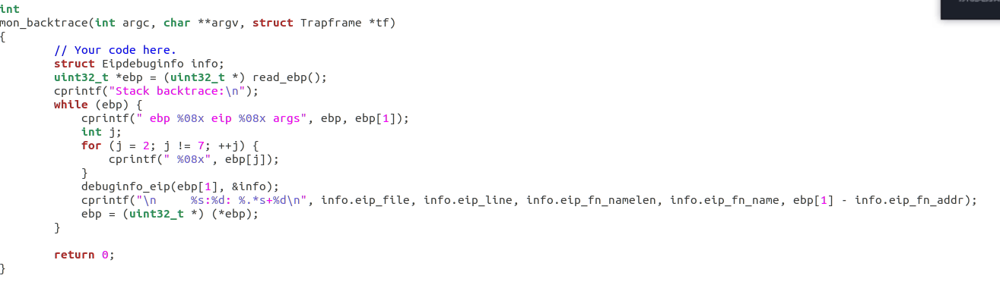 int
mon_backtrace(int argc, char **argv, struct Trapframe *tf)
{
        // Your code here.
        struct Eipdebuginfo info;
        uint32_t *ebp = (uint32_t *) read_ebp();
        cprintf("Stack backtrace:\n");
        while (ebp) {
            cprintf(" ebp %08x eip %08x args", ebp, ebp[1]);
            int j;
            for (j = 2; j != 7; ++j) {
                cprintf(" %08x", ebp[j]);
            }
            debuginfo_eip(ebp[1], &info);
            cprintf("\n     %s:%d: %.*s+%d\n", info.eip_file, info.eip_line, info.eip_fn_namelen, info.eip_fn_name, ebp[1] - info.eip_fn_addr);
            ebp = (uint32_t *) (*ebp);
        }

        return 0;
}